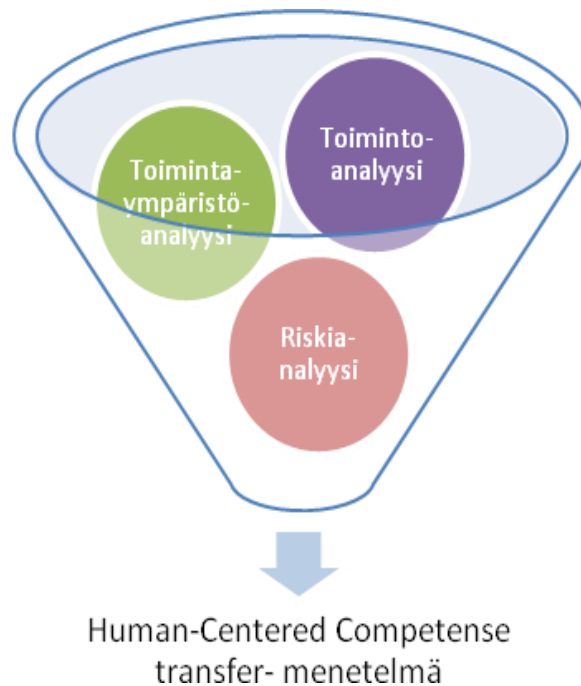 Toiminta-
ympäristö-
analyysi
Toiminto-
analyysi
Riskia-
nalyysi
Human-Centered Competense
transfer- menetelmä